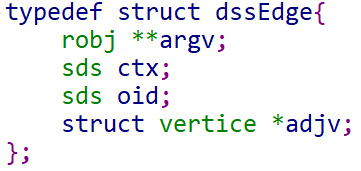 typedef struct dssEdge{
    robj **argv;
    sds ctx;
    sds oid;
    struct vertice *adjv;
};